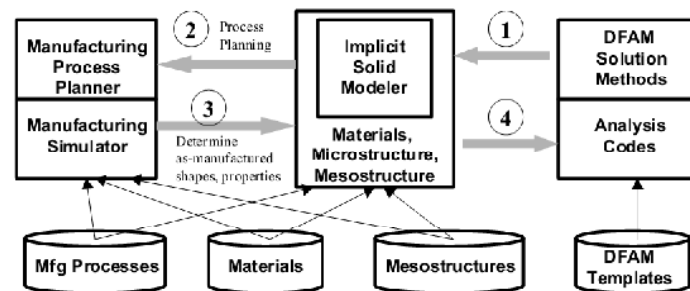 Manufacturing
Process
Planner
Manufacturing
Simulator
2
Process
Planning
3
Determine
as-manufactured
shapes, properties
Implicit
Solid
Modeler
Materials,
Microstructure,
Mesostructure
1
4
DFAM
Solution
Methods
Analysis
Codes
Mfg Processes
Materials
Mesostructures
DFAM
Templates